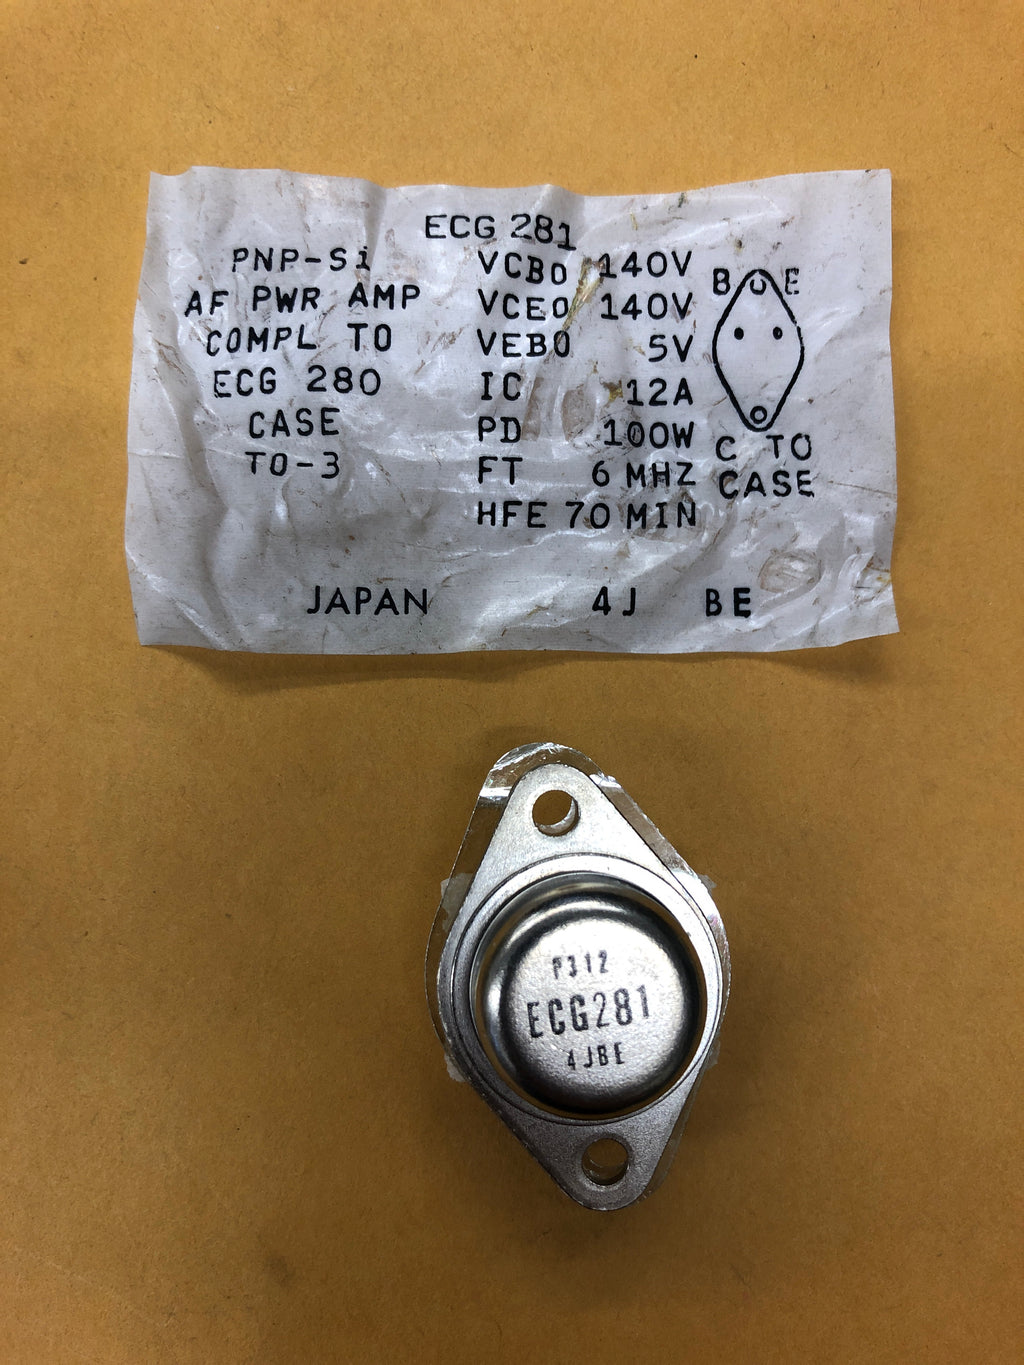 ECG 281
PNP-Si
AF PWR AMP
COMPL TO
ECG 280
CASE
TO-3
VCBO 140V
VCEO 140V
VEBO 5V
IC 12A
PD 100W
FT 6 MHZ
HFE 70 MIN
B E
C TO
CASE
JAPAN 4J BE
P312
ECG281
4JBE